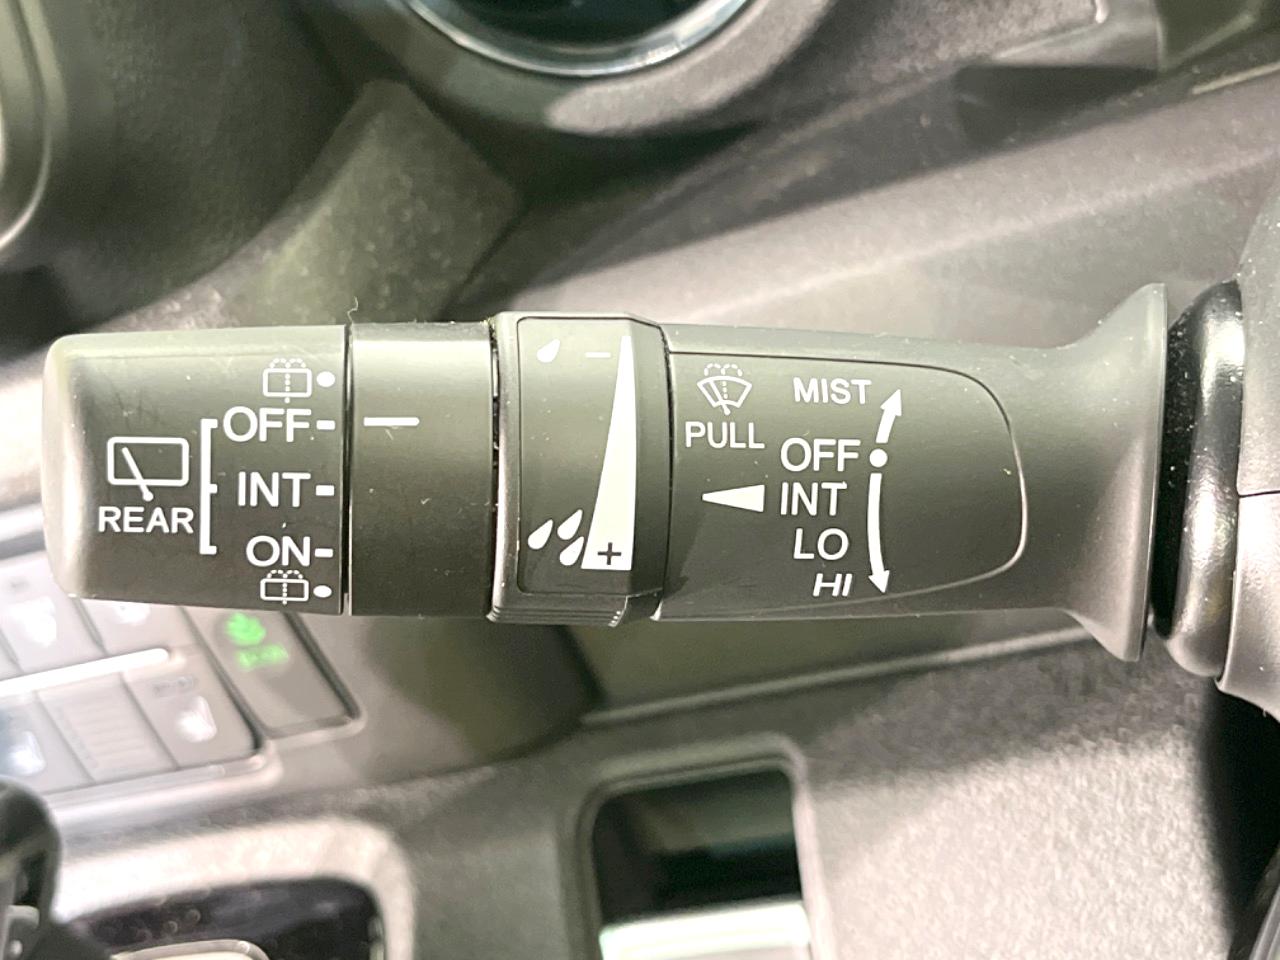 OFF
INT
REAR
ON
-
+
PULL
MIST
OFF
INT
LO
HI